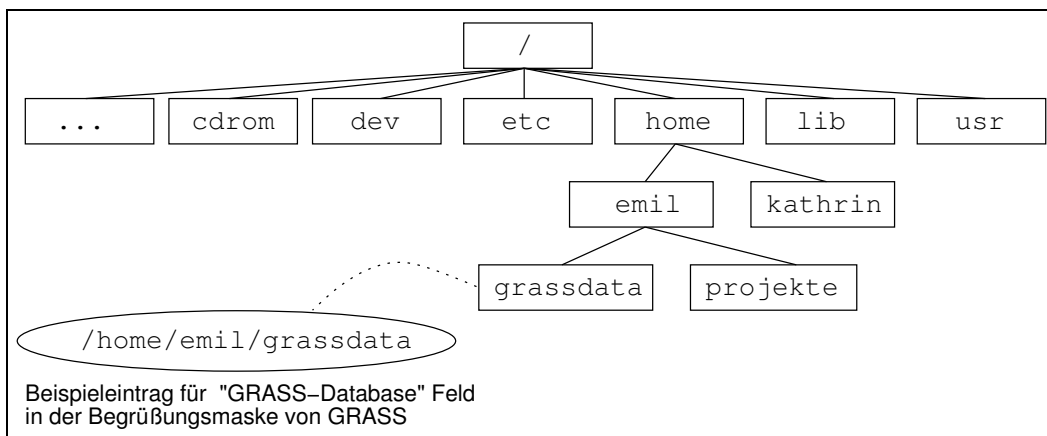 /
... cdrom dev etc home lib usr
emil kathrin
grassdata projekte
/home/emil/grassdata
Beispieleintrag für "GRASS−Database" Feld
in der Begrüßungsmaske von GRASS